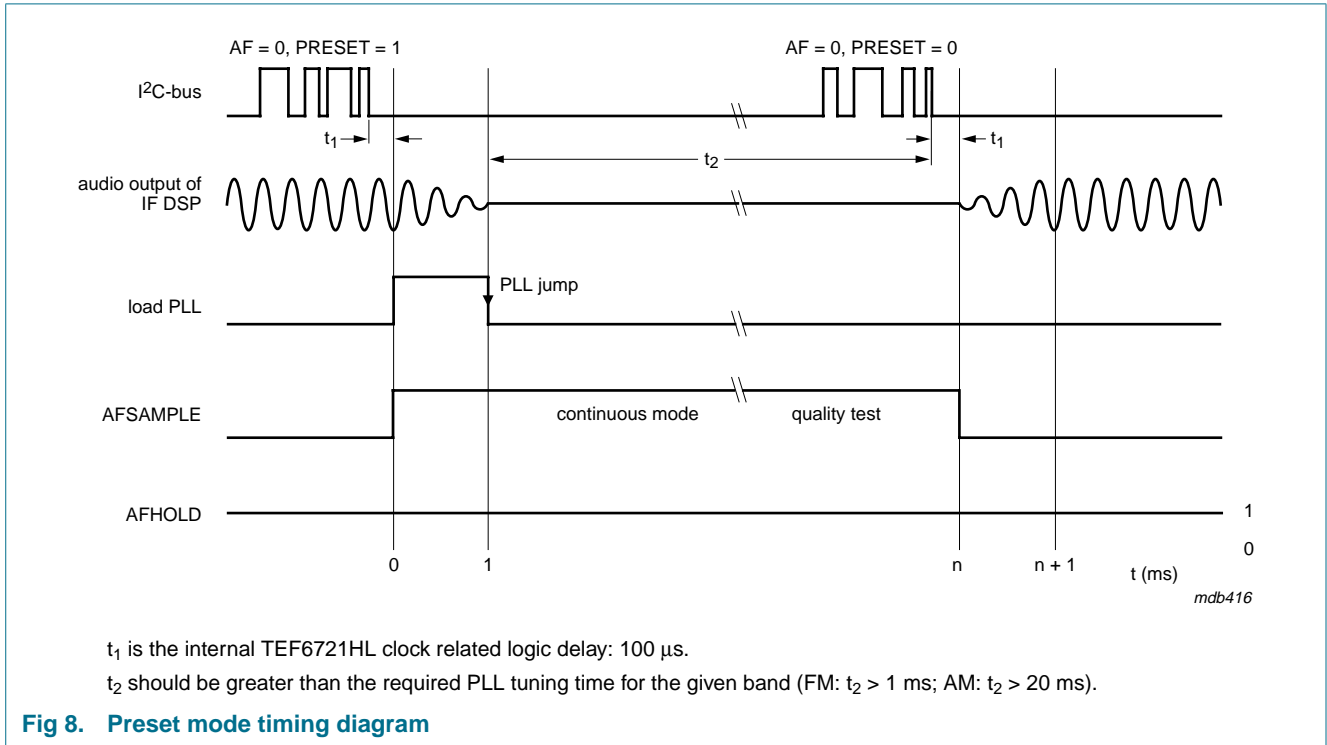 AF = 0, PRESET = 1
AF = 0, PRESET = 0
I²C-bus
t₁
t₁
t₂
audio output of
IF DSP
PLL jump
load PLL
AFSAMPLE
continuous mode
quality test
AFHOLD
1
0
0
1
n
n + 1
t (ms)
mdb416
t₁ is the internal TEF6721HL clock related logic delay: 100 μs.
t₂ should be greater than the required PLL tuning time for the given band (FM: t₂ > 1 ms; AM: t₂ > 20 ms).
Fig 8. Preset mode timing diagram